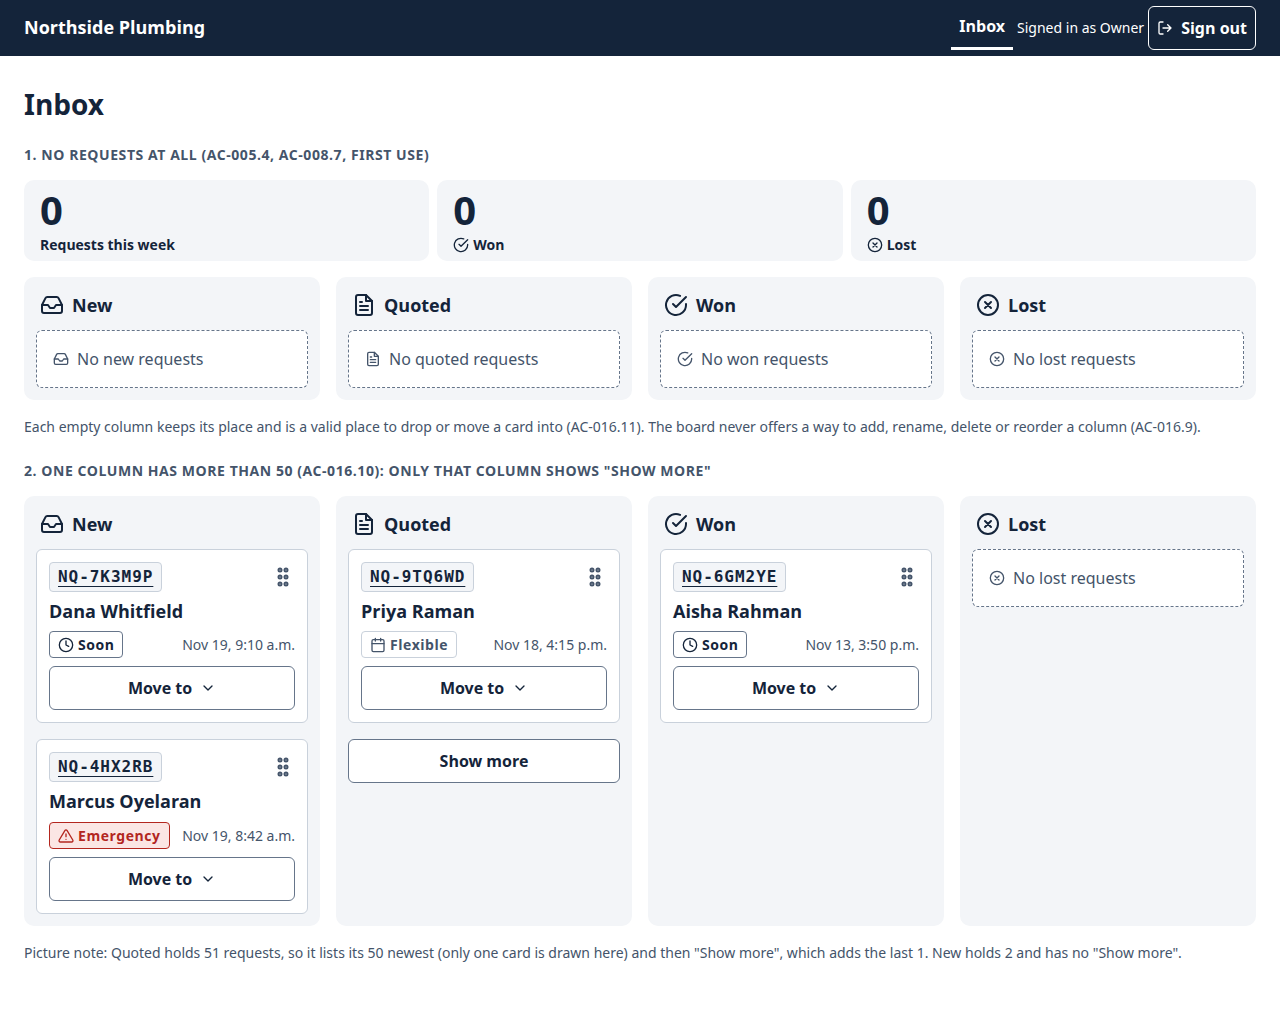 Northside Plumbing
Inbox
Signed in as Owner
Sign out
Inbox
1. NO REQUESTS AT ALL (AC-005.4, AC-008.7, FIRST USE)
0
Requests this week
0
Won
0
Lost
New
No new requests
Quoted
No quoted requests
Won
No won requests
Lost
No lost requests
Each empty column keeps its place and is a valid place to drop or move a card into (AC-016.11). The board never offers a way to add, rename, delete or reorder a column (AC-016.9).
2. ONE COLUMN HAS MORE THAN 50 (AC-016.10): ONLY THAT COLUMN SHOWS "SHOW MORE"
New
NQ-7K3M9P
Dana Whitfield
Soon
Nov 19, 9:10 a.m.
Move to
NQ-4HX2RB
Marcus Oyelaran
Emergency
Nov 19, 8:42 a.m.
Move to
Quoted
NQ-9TQ6WD
Priya Raman
Flexible
Nov 18, 4:15 p.m.
Move to
Show more
Won
NQ-6GM2YE
Aisha Rahman
Soon
Nov 13, 3:50 p.m.
Move to
Lost
No lost requests
Picture note: Quoted holds 51 requests, so it lists its 50 newest (only one card is drawn here) and then "Show more", which adds the last 1. New holds 2 and has no "Show more".